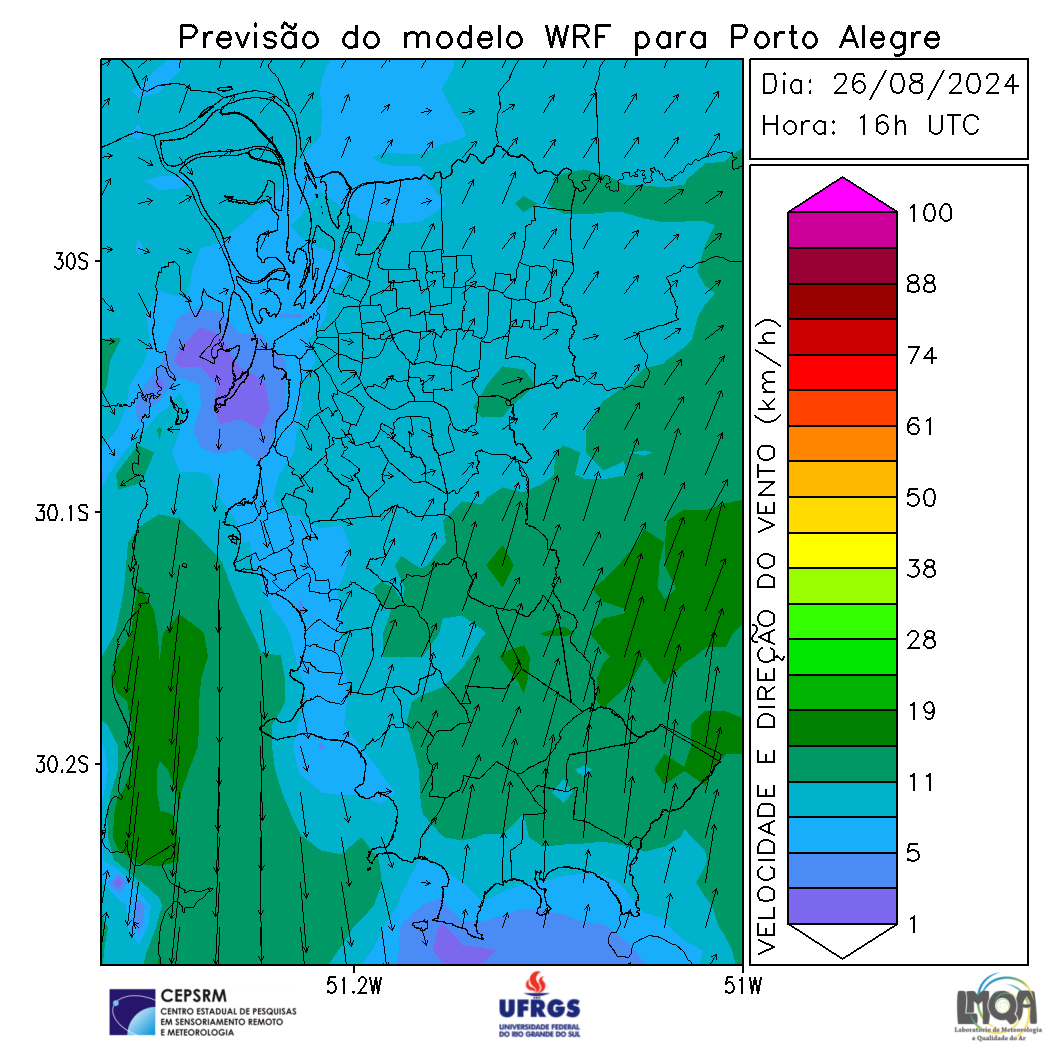 Previsão do modelo WRF para Porto Alegre
Dia: 26/08/2024
Hora: 16h UTC
30S
30.1S
30.2S
51.2W
51W
VELOCIDADE E DIREÇÃO DO VENTO (km/h)
100
88
74
61
50
38
28
19
11
5
1
CEPSRM
CENTRO ESTADUAL DE PESQUISAS
EM SENSORIAMENTO REMOTO
E METEOROLOGIA
UFRGS
UNIVERSIDADE FEDERAL
DO RIO GRANDE DO SUL
LMQA
Laboratório de Meteorologia
e Qualidade do Ar